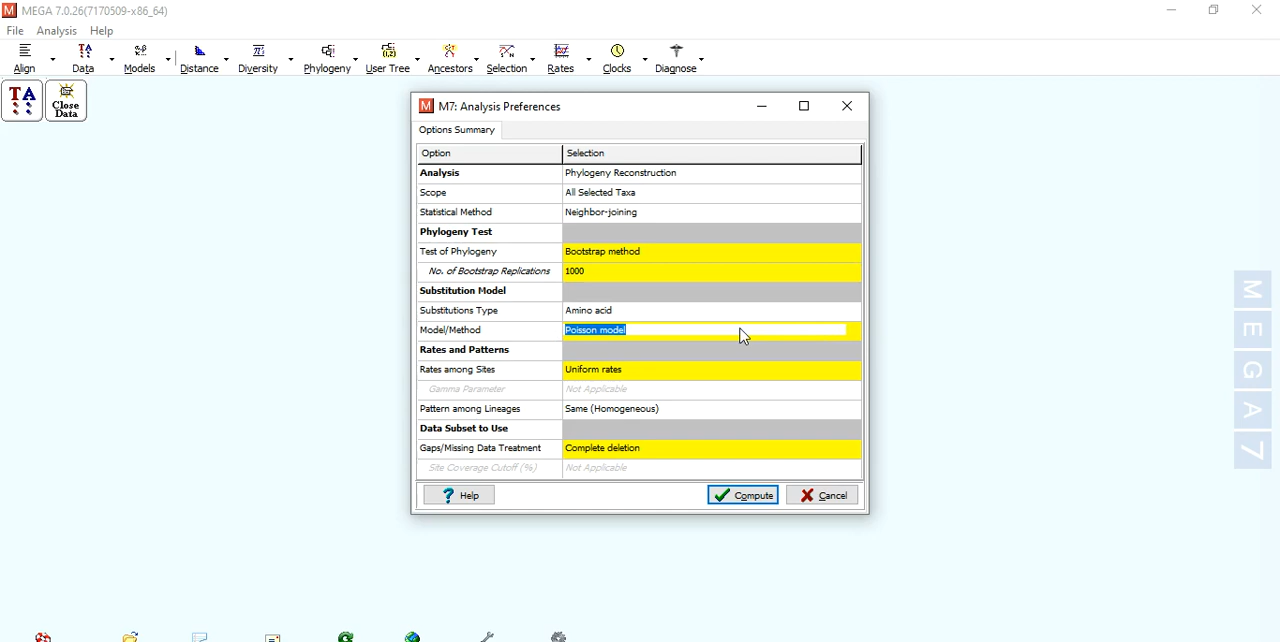 M MEGA 7.0.26(7170509-x86_64)
File Analysis Help
Align Data Models Distance Diversity Phylogeny User Tree Ancestors Selection Rates Clocks Diagnose
TA Close Data
M M7: Analysis Preferences
Options Summary
Option Selection
Analysis Phylogeny Reconstruction
Scope All Selected Taxa
Statistical Method Neighbor-joining
Phylogeny Test
Test of Phylogeny Bootstrap method
No. of Bootstrap Replications 1000
Substitution Model
Substitutions Type Amino acid
Model/Method Poisson model
Rates and Patterns
Rates among Sites Uniform rates
Gamma Parameter Not Applicable
Pattern among Lineages Same (Homogeneous)
Data Subset to Use
Gaps/Missing Data Treatment Complete deletion
Site Coverage Cutoff (%) Not Applicable
? Help Compute Cancel
M
E
G
A
7